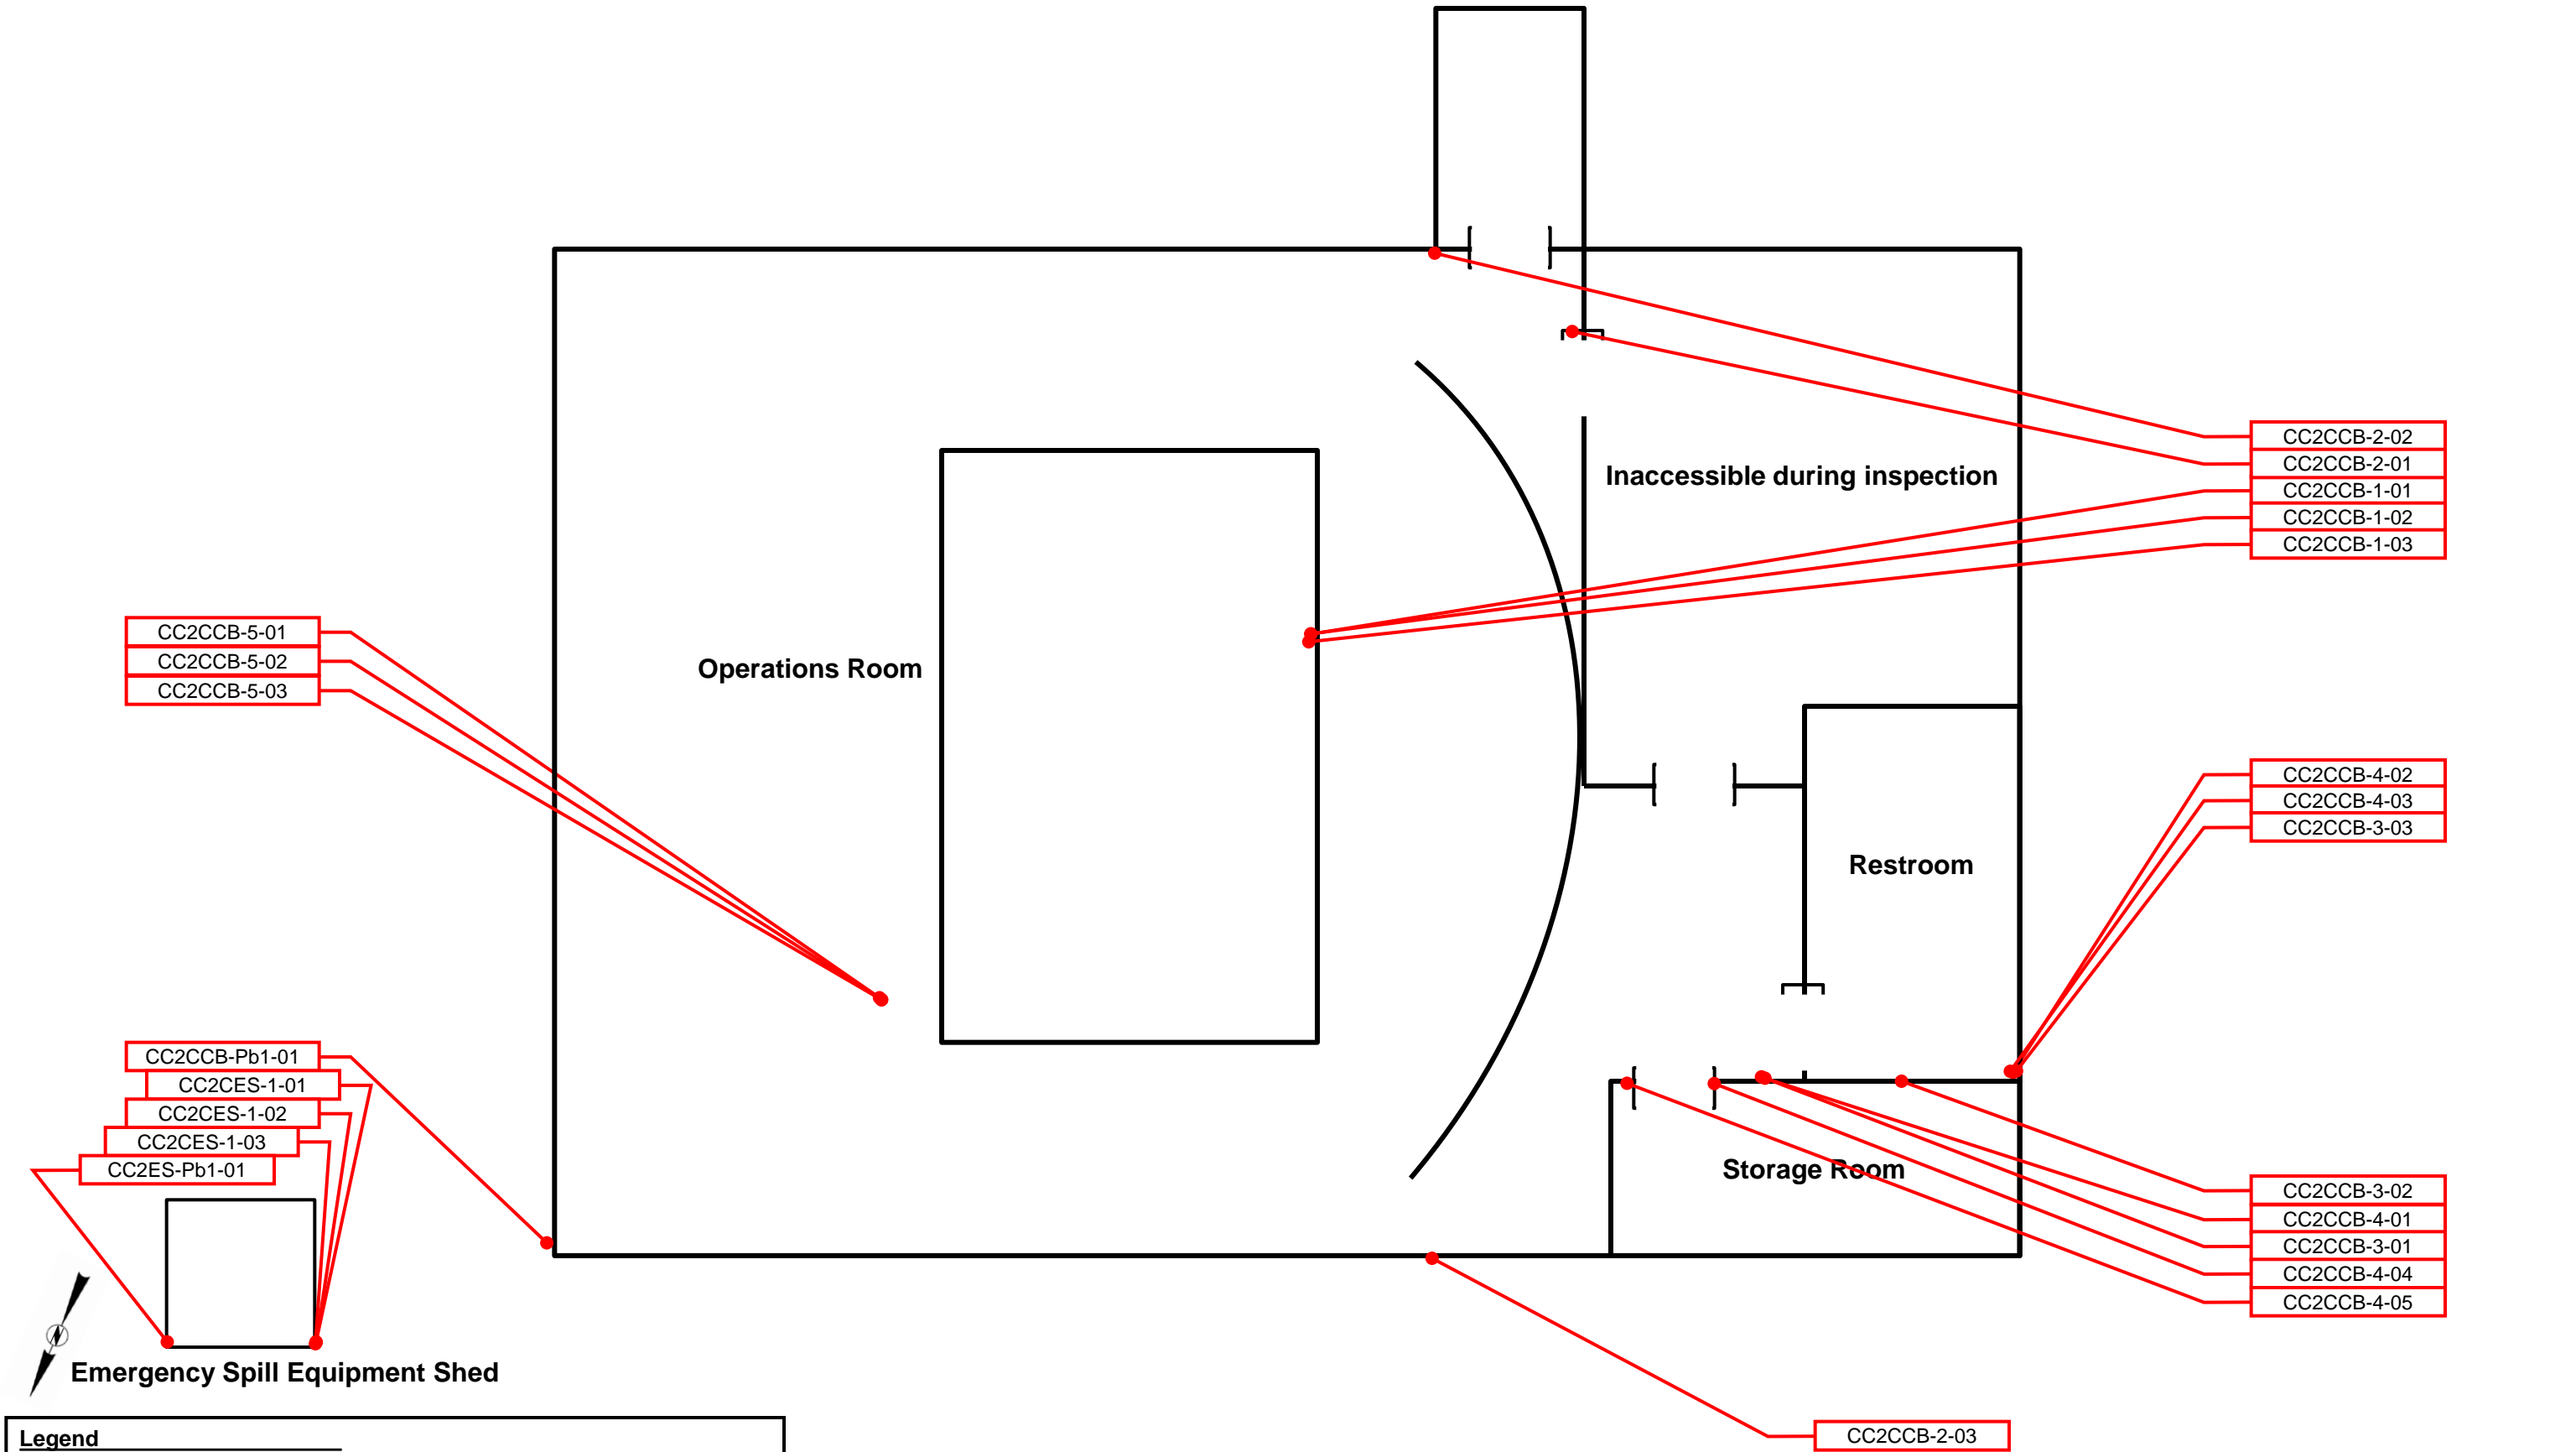 CC2CCB-2-02
CC2CCB-2-01
CC2CCB-1-01
CC2CCB-1-02
CC2CCB-1-03
Inaccessible during inspection
CC2CCB-5-01
CC2CCB-5-02
CC2CCB-5-03
Operations Room
CC2CCB-4-02
CC2CCB-4-03
CC2CCB-3-03
Restroom
CC2CCB-Pb1-01
CC2CES-1-01
CC2CES-1-02
CC2CES-1-03
CC2ES-Pb1-01
Storage Room
CC2CCB-3-02
CC2CCB-4-01
CC2CCB-3-01
CC2CCB-4-04
CC2CCB-4-05
Emergency Spill Equipment Shed
Legend
CC2CCB-2-03